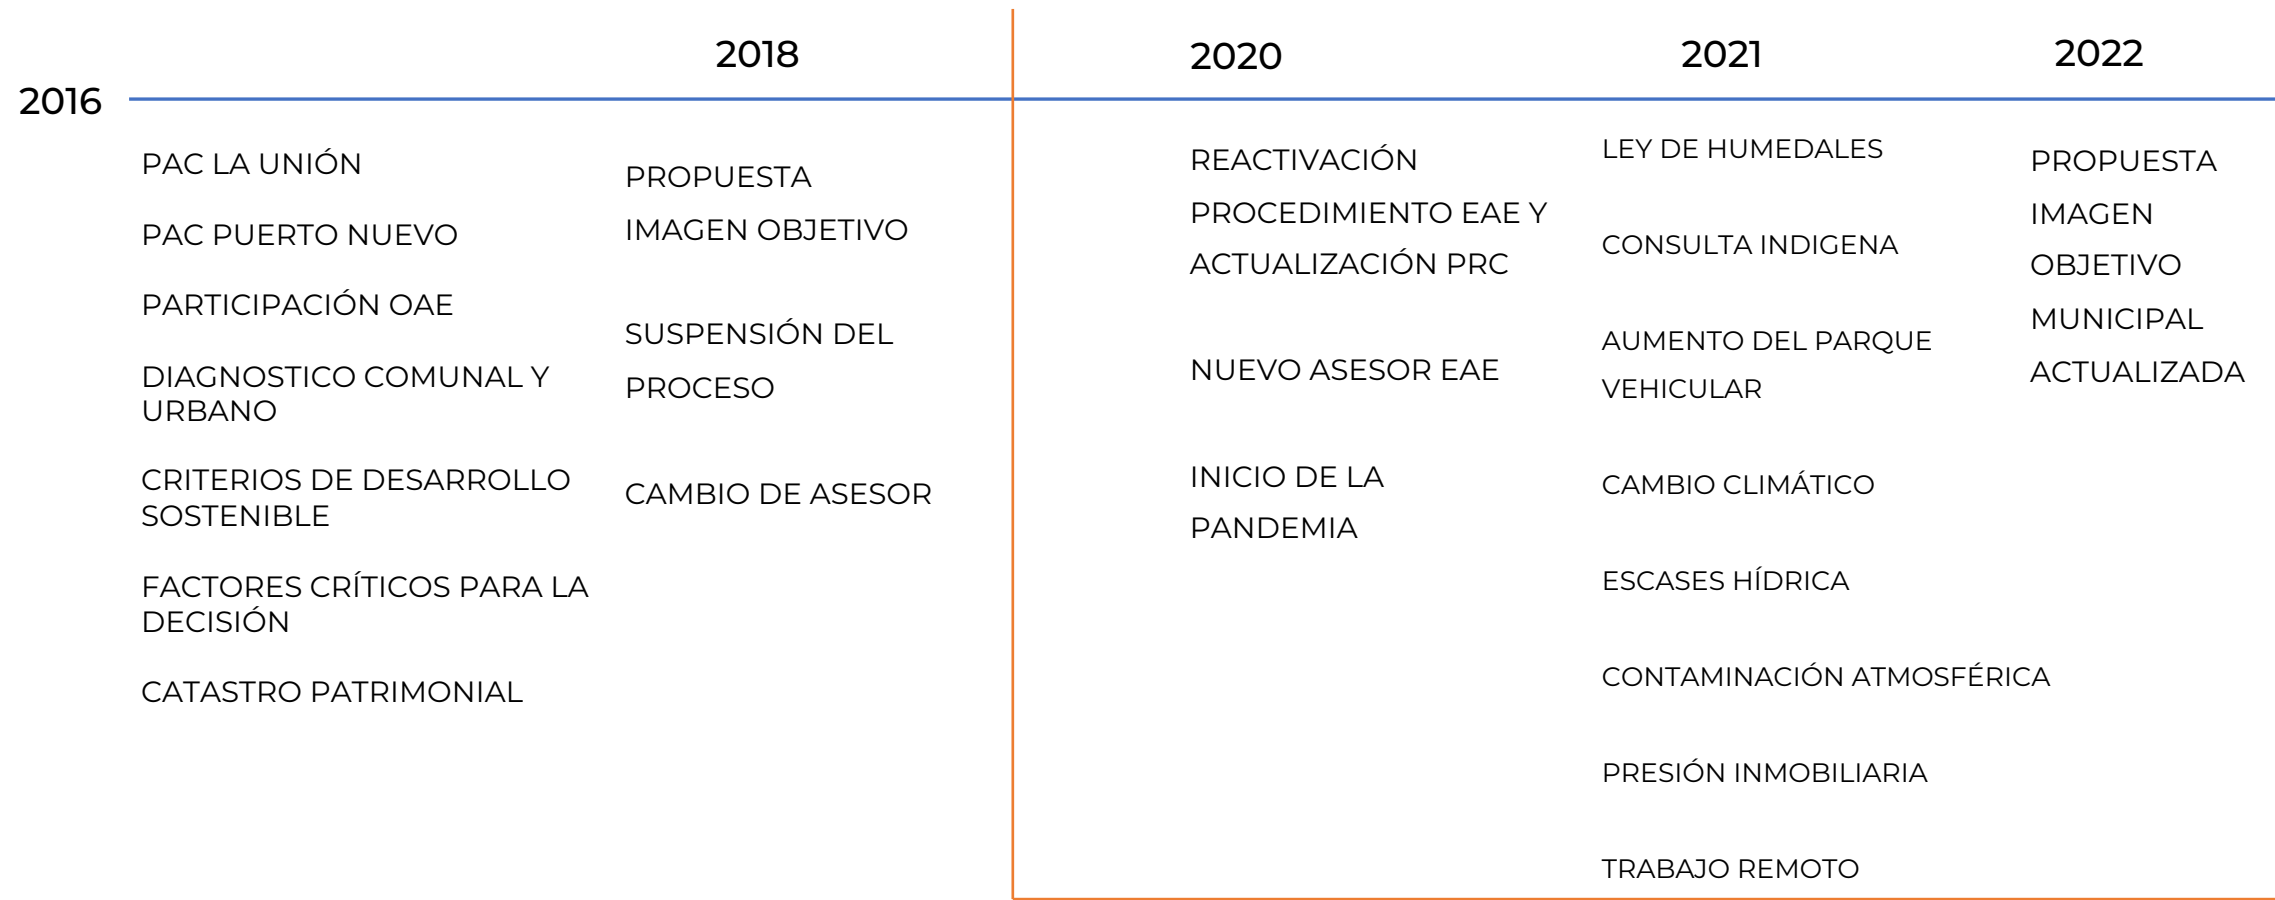 2016
PAC LA UNIÓN
PAC PUERTO NUEVO
PARTICIPACIÓN OAE
DIAGNOSTICO COMUNAL Y
URBANO
CRITERIOS DE DESARROLLO
SOSTENIBLE
FACTORES CRÍTICOS PARA LA
DECISIÓN
CATASTRO PATRIMONIAL
2018
PROPUESTA
IMAGEN OBJETIVO
SUSPENSIÓN DEL
PROCESO
CAMBIO DE ASESOR
2020
REACTIVACIÓN
PROCEDIMIENTO EAE Y
ACTUALIZACIÓN PRC
NUEVO ASESOR EAE
INICIO DE LA
PANDEMIA
2021
LEY DE HUMEDALES
CONSULTA INDIGENA
AUMENTO DEL PARQUE
VEHICULAR
CAMBIO CLIMÁTICO
ESCASES HÍDRICA
CONTAMINACIÓN ATMOSFÉRICA
PRESIÓN INMOBILIARIA
TRABAJO REMOTO
2022
PROPUESTA
IMAGEN
OBJETIVO
MUNICIPAL
ACTUALIZADA